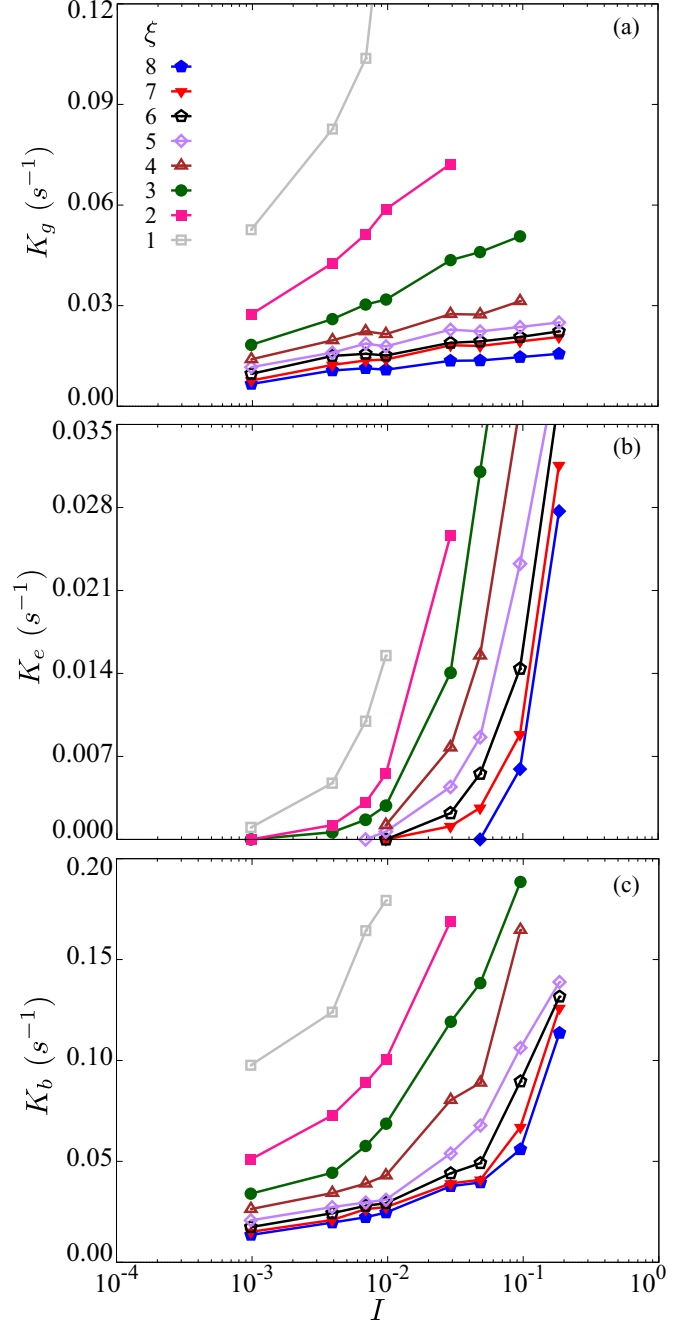 0.12
(a)
ξ
8
7
6
5
4
3
2
1
0.09
0.06
0.03
0.00
K_g (s^{-1})
(b)
0.035
0.028
0.021
0.014
0.007
0.000
K_e (s^{-1})
(c)
0.20
0.15
0.10
0.05
0.00
K_b (s^{-1})
10^{-4} 10^{-3} 10^{-2} 10^{-1} 10^{0}
I